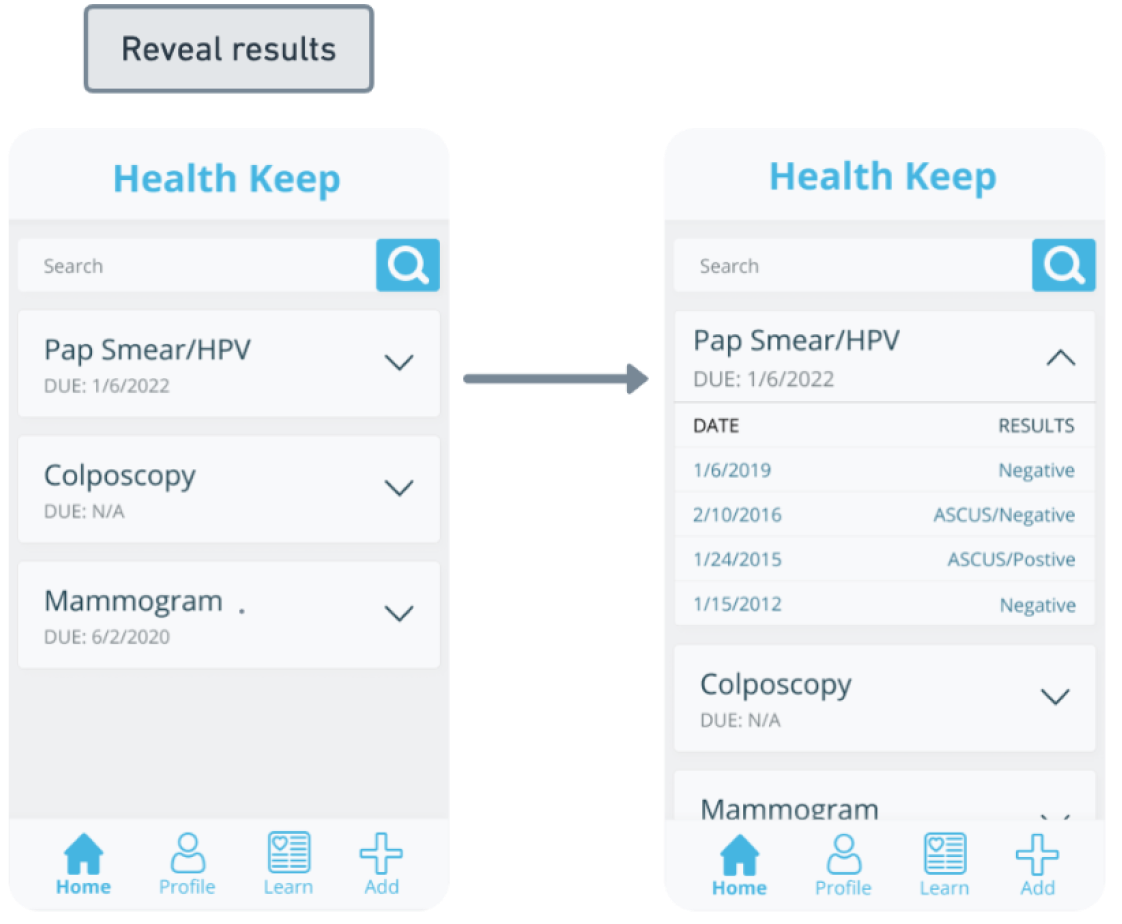 Reveal results
Health Keep
Search
Pap Smear/HPV
DUE: 1/6/2022
Colposcopy
DUE: N/A
Mammogram .
DUE: 6/2/2020
Home Profile Learn Add
Health Keep
Search
Pap Smear/HPV
DUE: 1/6/2022
DATE RESULTS
1/6/2019 Negative
2/10/2016 ASCUS/Negative
1/24/2015 ASCUS/Postive
1/15/2012 Negative
Colposcopy
DUE: N/A
Mammogram
Home Profile Learn Add